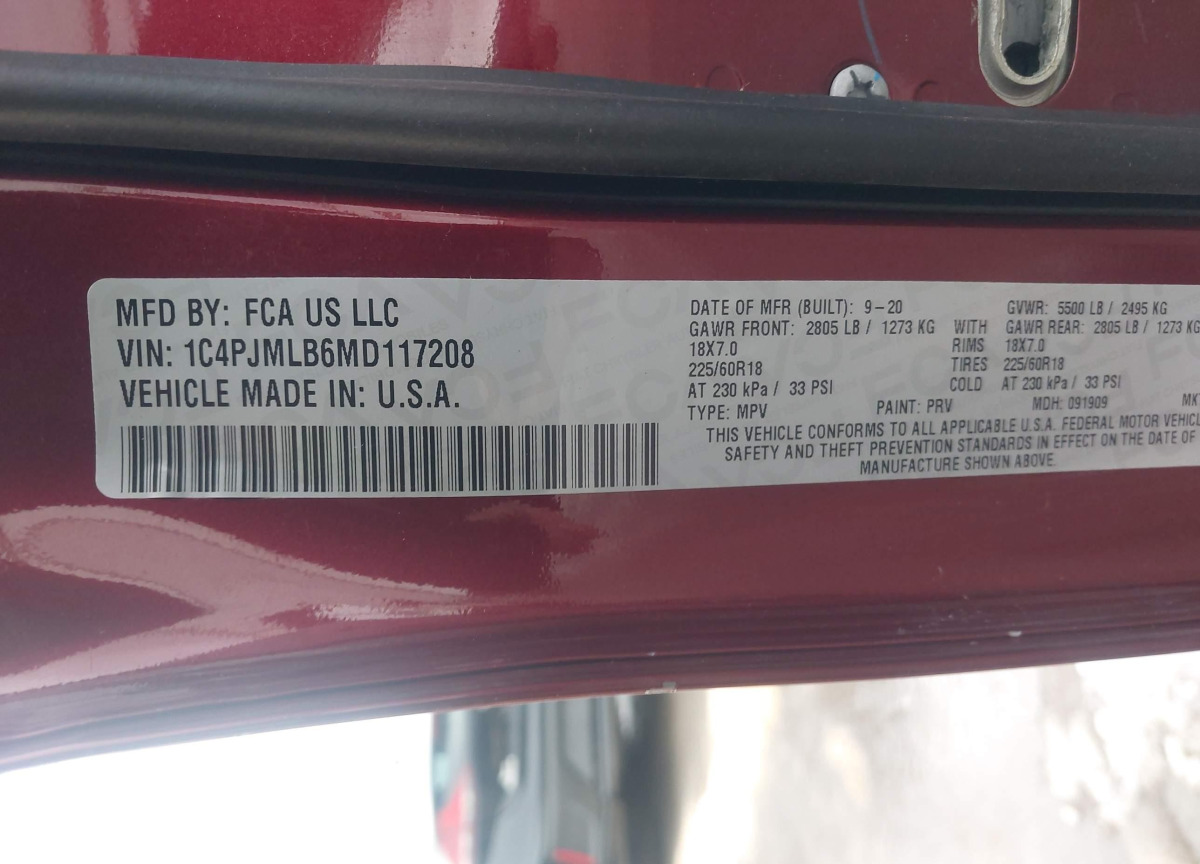 MFD BY: FCA US LLC
VIN: 1C4PJMLB6MD117208
VEHICLE MADE IN: U.S.A.
DATE OF MFR (BUILT): 9-20 GVWR: 5500 LB / 2495 KG
GAWR FRONT: 2805 LB / 1273 KG WITH GAWR REAR: 2805 LB / 1273 KG
18X7.0 RIMS 18X7.0
225/60R18 TIRES 225/60R18
AT 230 kPa / 33 PSI COLD AT 230 kPa / 33 PSI
TYPE: MPV PAINT: PRV MDH: 091909
THIS VEHICLE CONFORMS TO ALL APPLICABLE U.S.A. FEDERAL MOTOR VEHICL
SAFETY AND THEFT PREVENTION STANDARDS IN EFFECT ON THE DATE OF
MANUFACTURE SHOWN ABOVE.